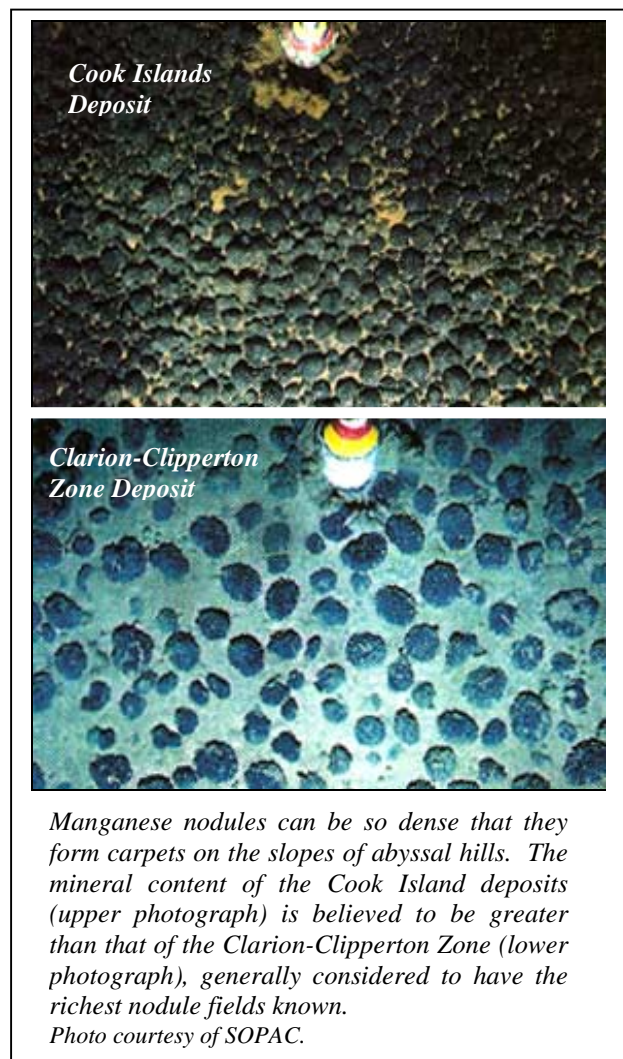 Cook Islands
Deposit
Clarion-Clipperton
Zone Deposit
Manganese nodules can be so dense that they
form carpets on the slopes of abyssal hills.  The
mineral content of the Cook Island deposits
(upper photograph) is believed to be greater
than that of the Clarion-Clipperton Zone (lower
photograph), generally considered to have the
richest nodule fields known.
Photo courtesy of SOPAC.